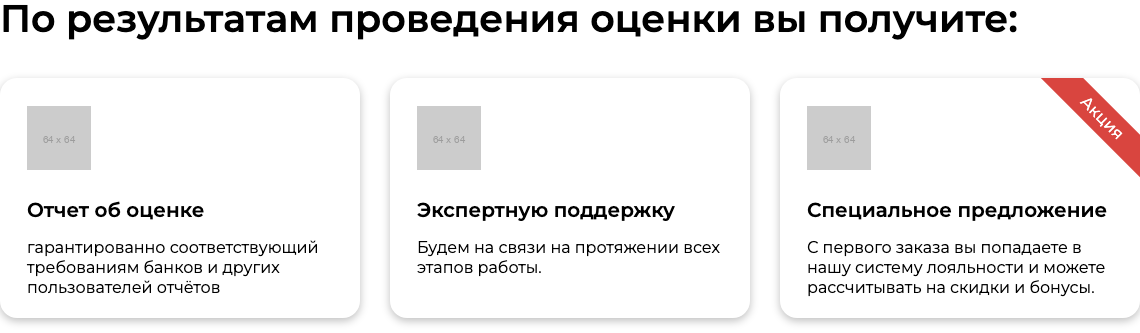 По результатам проведения оценки вы получите:
64 x 64
Отчет об оценке
гарантированно соответствующий
требованиям банков и других
пользователей отчётов
64 x 64
Экспертную поддержку
Будем на связи на протяжении всех
этапов работы.
Акция
64 x 64
Специальное предложение
С первого заказа вы попадаете в
нашу систему лояльности и можете
рассчитывать на скидки и бонусы.